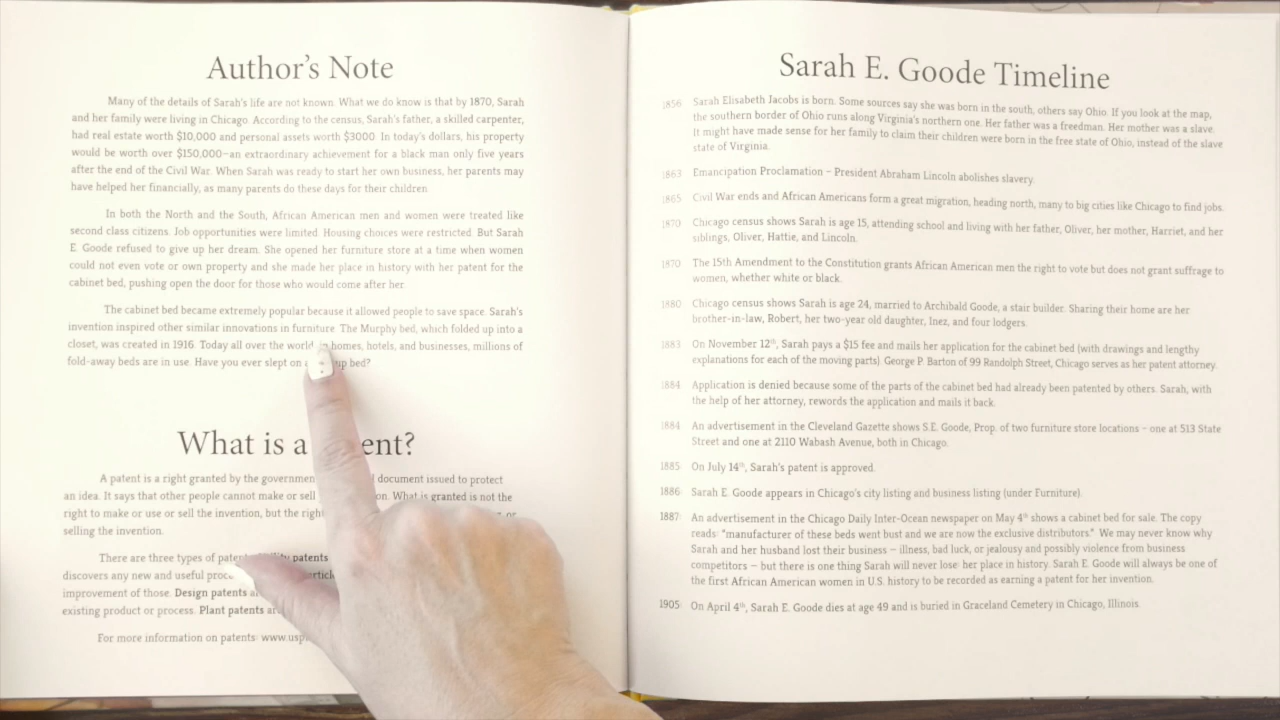 Author's Note
Many of the details of Sarah's life are not known. What we do know is that by 1870, Sarah
and her family were living in Chicago. According to the census, Sarah's father, a skilled carpenter,
had real estate worth $10,000 and personal assets worth $3000. In today's dollars, his property
would be worth over $150,000—an extraordinary achievement for a black man only five years
after the end of the Civil War. When Sarah was ready to start her own business, her parents may
have helped her financially, as many parents do these days for their children.
In both the North and the South, African American men and women were treated like
second class citizens. Job opportunities were limited. Housing choices were restricted. But Sarah
E. Goode refused to give up her dream. She opened her furniture store at a time when women
could not even vote or own property and she made her place in history with her patent for the
cabinet bed, pushing open the door for those who would come after her.
The cabinet bed became extremely popular because it allowed people to save space. Sarah's
invention inspired other similar innovations in furniture. The Murphy bed, which folded up into a
closet, was created in 1916. Today all over the world homes, hotels, and businesses, millions of
fold-away beds are in use. Have you ever slept on up bed?
What is a ent?
A patent is a right granted by the governmen document issued to protect
an idea. It says that other people cannot make or sell on. What is granted is not the
right to make or use or sell the invention, but the right or
selling the invention.
There are three types of paten patents
discovers any new and useful proce article
improvement of those. Design patents
existing product or process. Plant patents
For more information on patents: www.usp
Sarah E. Goode Timeline
1856 Sarah Elisabeth Jacobs is born. Some sources say she was born in the south, others say Ohio. If you look at the map,
the southern border of Ohio runs along Virginia's northern one. Her father was a freedman. Her mother was a slave.
It might have made sense for her family to claim their children were born in the free state of Ohio, instead of the slave
state of Virginia.
1863 Emancipation Proclamation – President Abraham Lincoln abolishes slavery.
1865 Civil War ends and African Americans form a great migration, heading north, many to big cities like Chicago to find jobs.
1870 Chicago census shows Sarah is age 15, attending school and living with her father, Oliver, her mother, Harriet, and her
siblings, Oliver, Hattie, and Lincoln.
1870 The 15th Amendment to the Constitution grants African American men the right to vote but does not grant suffrage to
women, whether white or black.
1880 Chicago census shows Sarah is age 24, married to Archibald Goode, a stair builder. Sharing their home are her
brother-in-law, Robert, her two-year old daughter, Inez, and four lodgers.
1883 On November 12th, Sarah pays a $15 fee and mails her application for the cabinet bed (with drawings and lengthy
explanations for each of the moving parts). George P. Barton of 99 Randolph Street, Chicago serves as her patent attorney.
1884 Application is denied because some of the parts of the cabinet bed had already been patented by others. Sarah, with
the help of her attorney, rewords the application and mails it back.
1884 An advertisement in the Cleveland Gazette shows S.E. Goode, Prop. of two furniture store locations – one at 513 State
Street and one at 2110 Wabash Avenue, both in Chicago.
1885 On July 14th, Sarah's patent is approved.
1886 Sarah E. Goode appears in Chicago's city listing and business listing (under Furniture).
1887 An advertisement in the Chicago Daily Inter-Ocean newspaper on May 4th shows a cabinet bed for sale. The copy
reads: "manufacturer of these beds went bust and we are now the exclusive distributors." We may never know why
Sarah and her husband lost their business – illness, bad luck, or jealousy and possibly violence from business
competitors – but there is one thing Sarah will never lose: her place in history. Sarah E. Goode will always be one of
the first African American women in U.S. history to be recorded as earning a patent for her invention.
1905 On April 4th, Sarah E. Goode dies at age 49 and is buried in Graceland Cemetery in Chicago, Illinois.